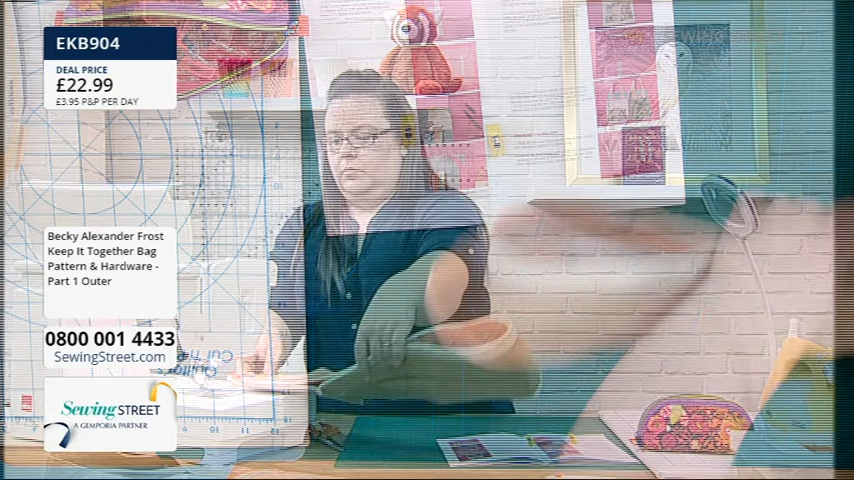 EKB904
DEAL PRICE
£22.99
£3.95 P&P PER DAY
Becky Alexander Frost
Keep It Together Bag
Pattern & Hardware -
Part 1 Outer
0800 001 4433
SewingStreet.com
Sewing STREET
A GEMPORIA PARTNER